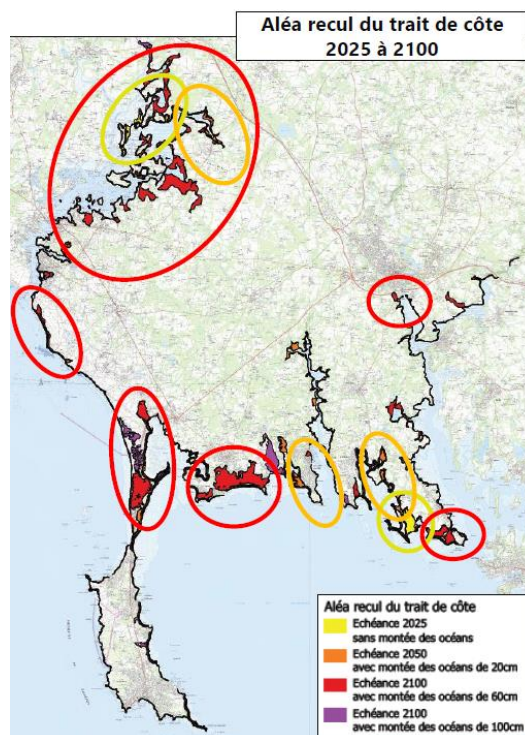 Aléa recul du trait de côte
2025 à 2100
Aléa recul du trait de côte
Echéance 2025
sans montée des océans
Echéance 2050
avec montée des océans de 20cm
Echéance 2100
avec montée des océans de 60cm
Echéance 2100
avec montée des océans de 100cm